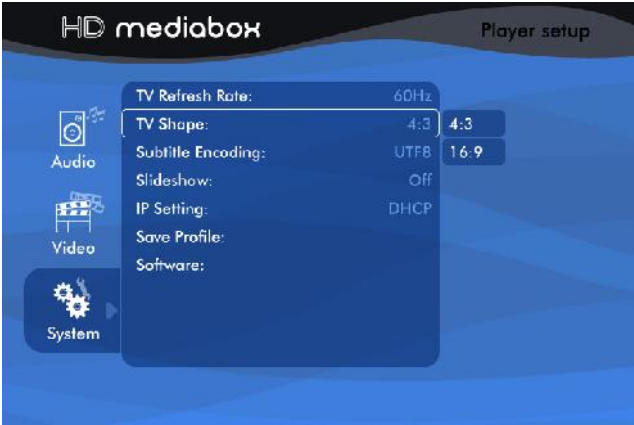 HD mediabox
Player setup
Audio
Video
System
TV Refresh Rate: 60Hz
TV Shape: 4:3
Subtitle Encoding: UTF8
Slideshow: Off
IP Setting: DHCP
Save Profile:
Software:
4:3
16:9